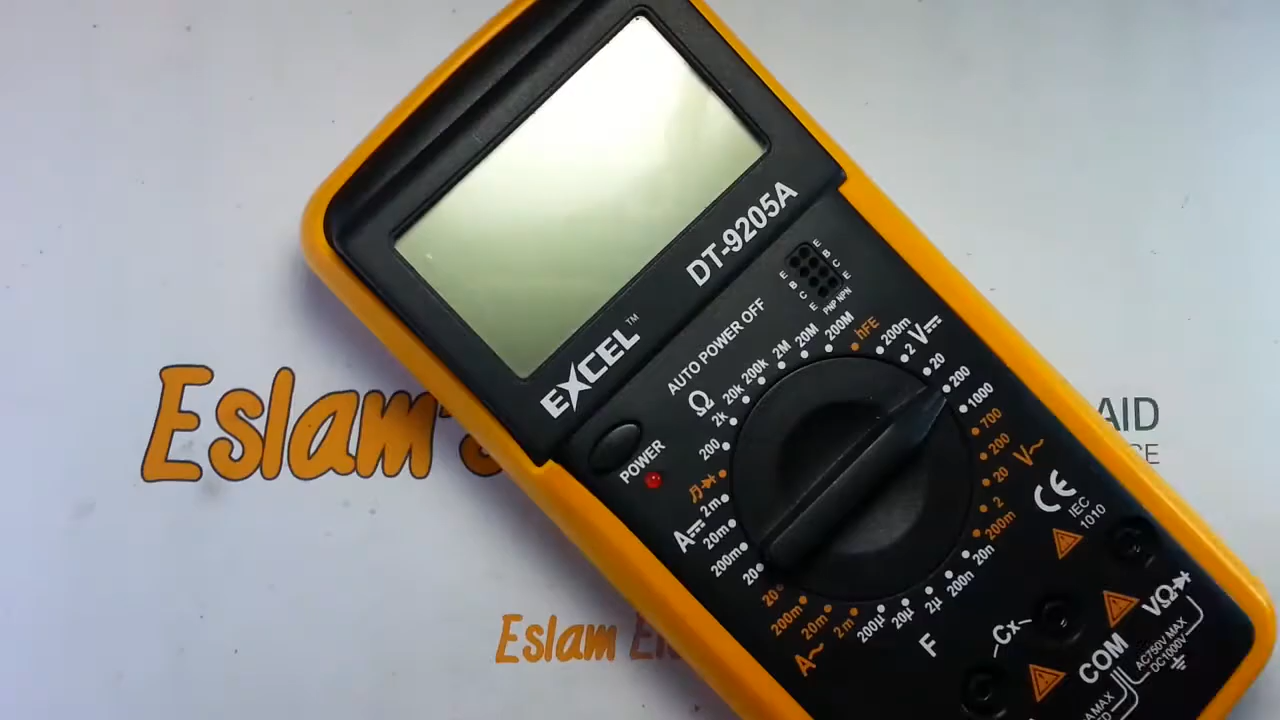 DT-9205A
EXCEL™
AUTO POWER OFF
POWER
E B C E
E B C E
PNP NPN
Ω
200
2k
20k
200k
2M
20M
200M
hFE
V
200m
2
20
200
1000
700
200
20
2
200m
V~
20n
200n
2µ
20µ
200µ
F
2m
20m
200m
20
A~
20
200m
20m
2m
A
CE
IEC
1010
Cx
COM
VΩ
AC750V MAX
DC1000V
AMAX
Eslam's
Eslam
AID
CE